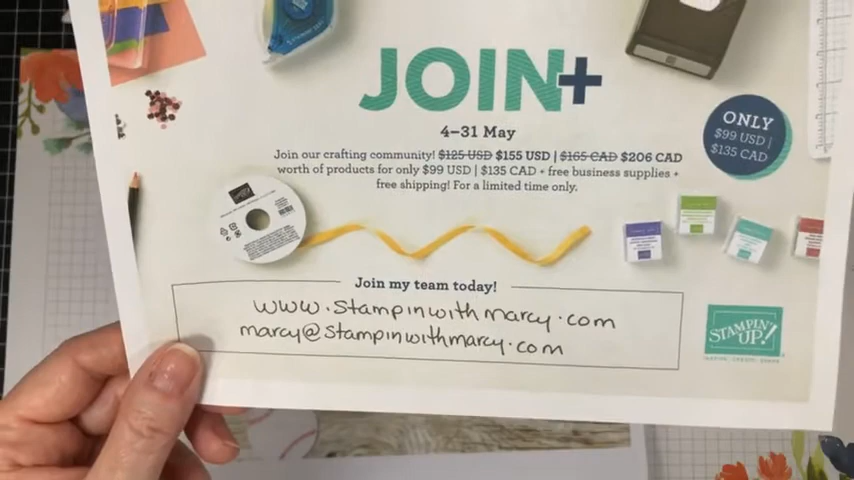 JOIN+
4–31 May
Join our crafting community! $125 USD $155 USD | $165 CAD $206 CAD
worth of products for only $99 USD | $135 CAD + free business supplies +
free shipping! For a limited time only.
ONLY
$99 USD |
$135 CAD
Join my team today!
www.stampinwithmarcy.com
marcy@stampinwithmarcy.com
STAMPIN' UP!